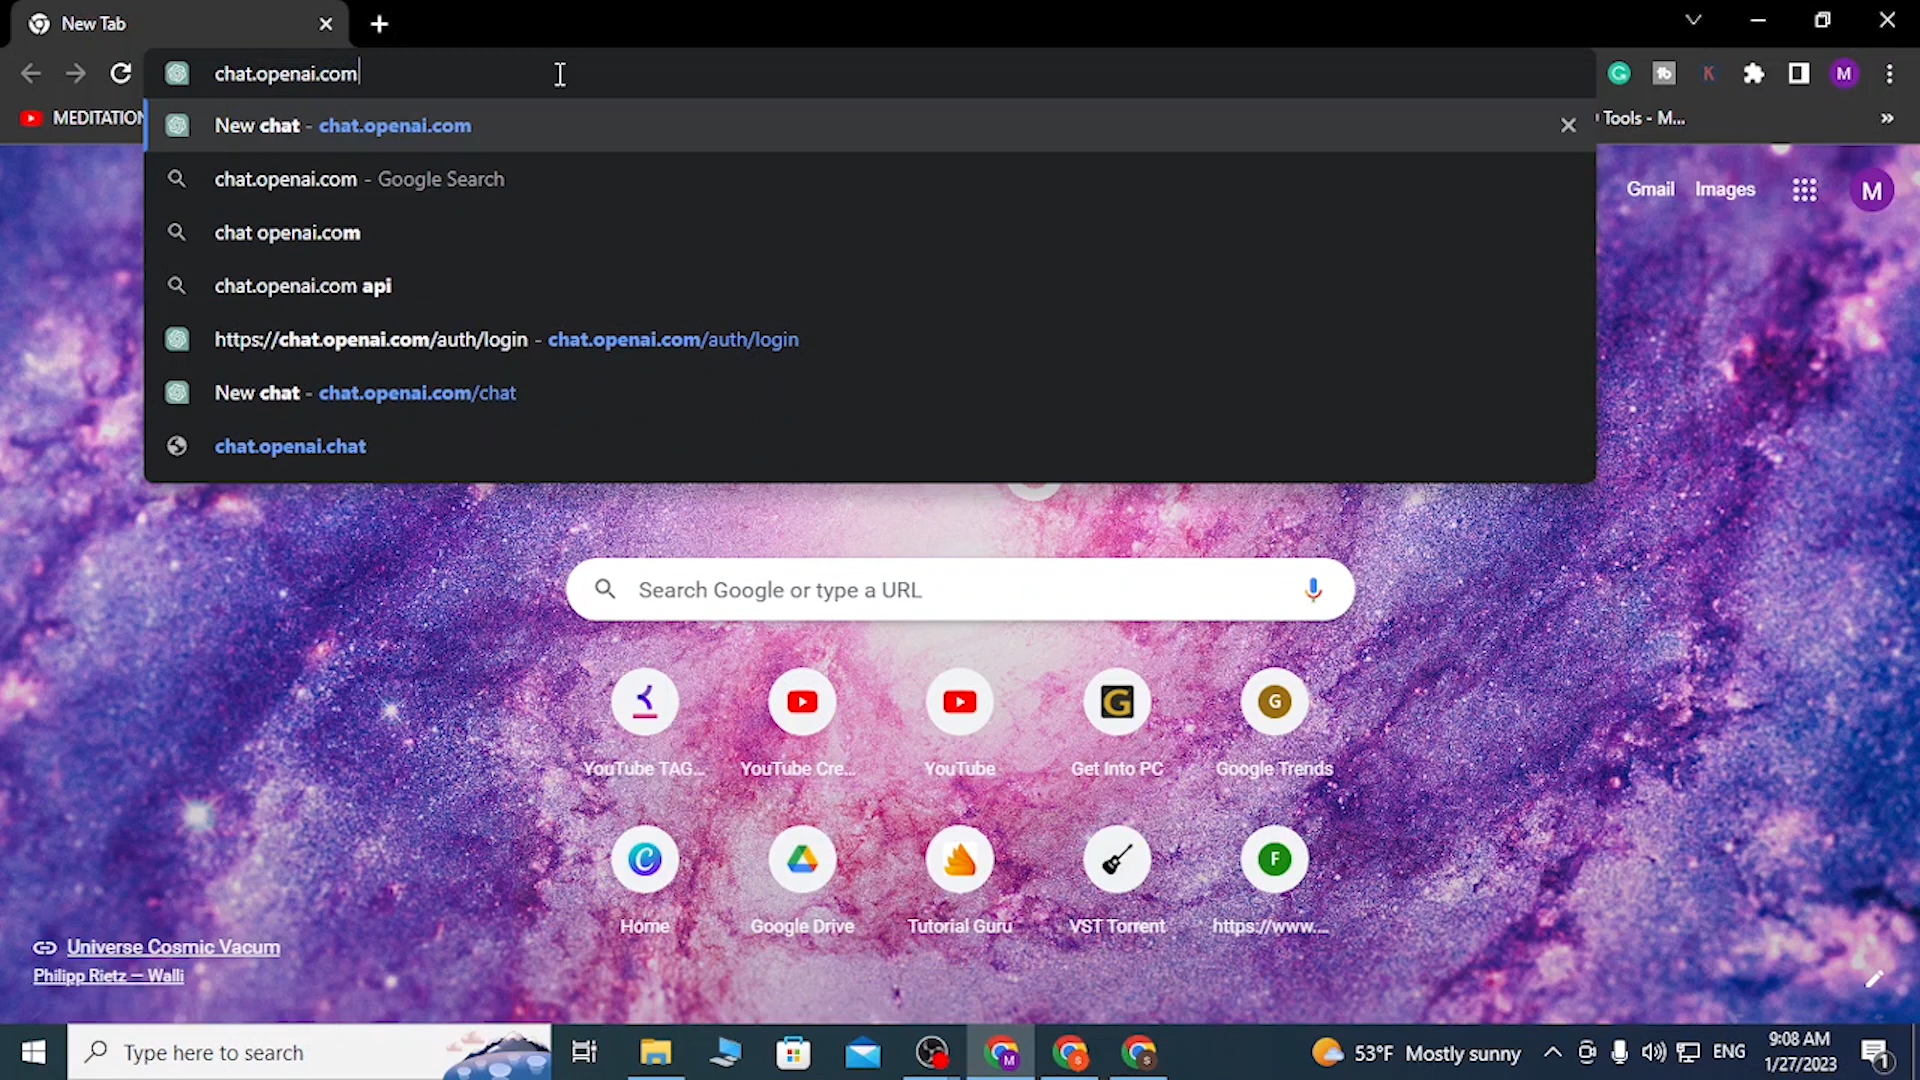 New Tab
chat.openai.com
MEDITATION
Tools - M...
New chat - chat.openai.com
chat.openai.com - Google Search
chat openai.com
chat.openai.com api
https://chat.openai.com/auth/login - chat.openai.com/auth/login
New chat - chat.openai.com/chat
chat.openai.chat
Gmail Images M
Search Google or type a URL
YouTube TAG... YouTube Cre... YouTube Get Into PC Google Trends
Home Google Drive Tutorial Guru VST Torrent https://www....
Universe Cosmic Vacum
Philipp Rietz — Walli
Type here to search
53°F Mostly sunny
ENG
9:08 AM
1/27/2023
1